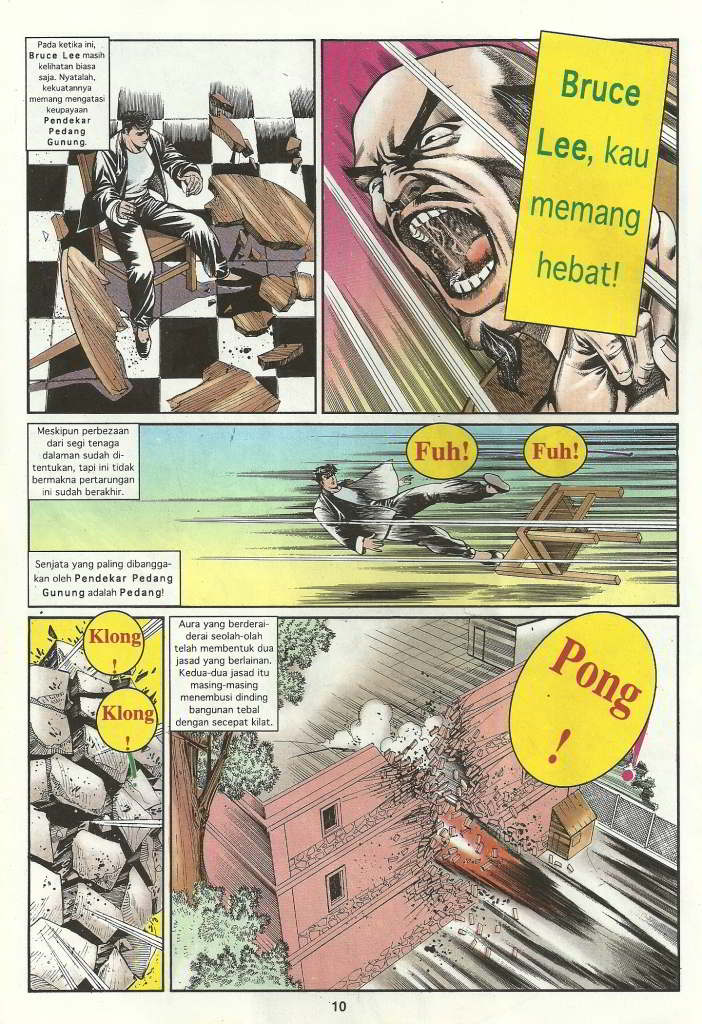 Pada ketika ini,
Bruce Lee masih
kelihatan biasa
saja. Nyatalah,
kekuatannya
memang mengatasi
keupayaan
Pendekar
Pedang
Gunung.
Bruce
Lee, kau
memang
hebat!
Meskipun perbezaan
dari segi tenaga
dalaman sudah di-
tentukan, tapi ini tidak
bermakna pertarungan
ini sudah berakhir.
Fuh!
Fuh!
Senjata yang paling dibangga-
kan oleh Pendekar Pedang
Gunung adalah Pedang!
Klong
!
Klong
!
Aura yang berderai-
derai seolah-olah
telah membentuk dua
jasad yang berlainan.
Kedua-dua jasad itu
masing-masing
menembusi dinding
bangunan tebal
dengan secepat kilat.
Pong
!
10